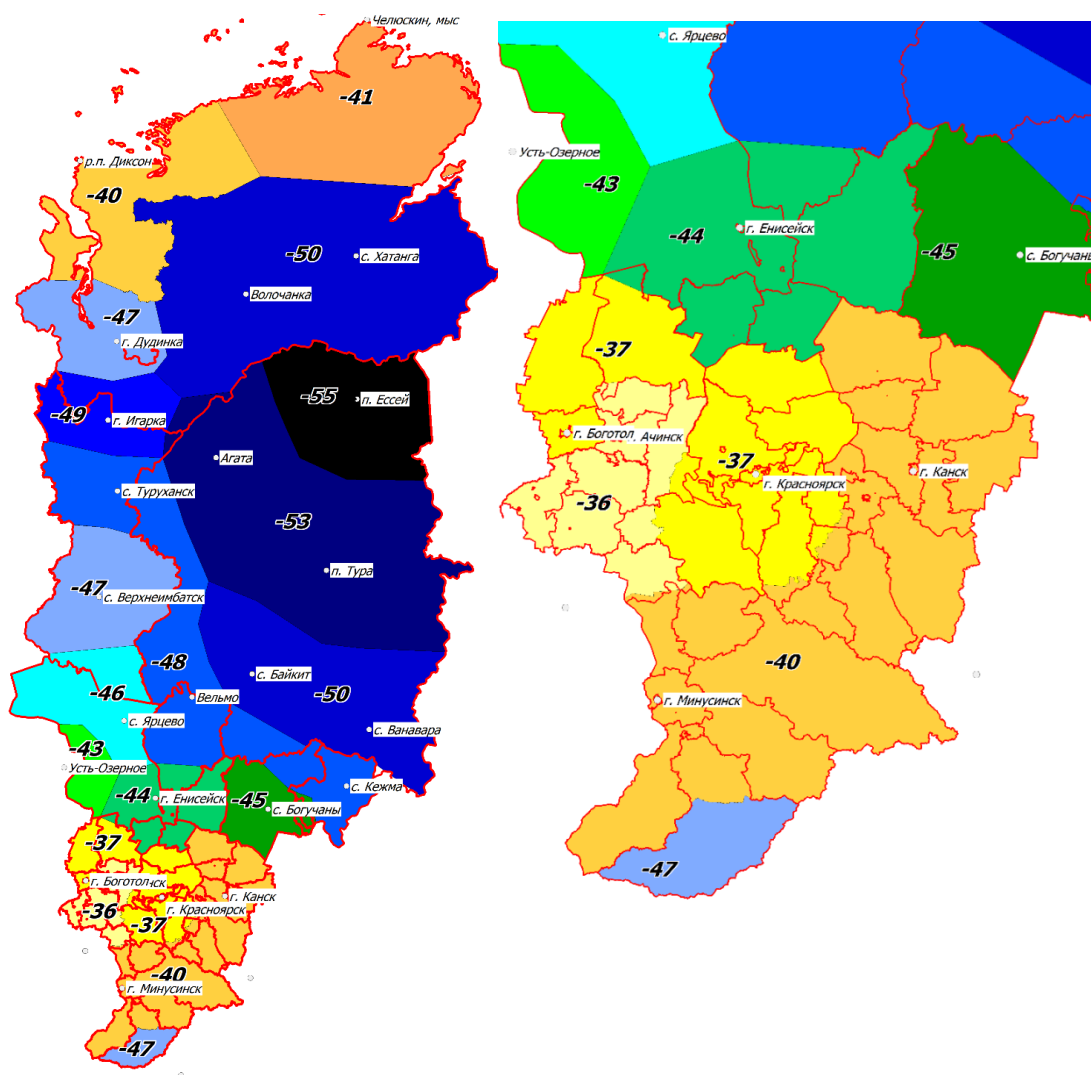 Челюскин, мыс
-41
р.п. Диксон
-40
-50
с. Хатанга
Волочанка
-47
г. Дудинка
-55
п. Ессей
-49
г. Игарка
Агата
с. Туруханск
-53
п. Тура
-47
с. Верхнеимбатск
-48
с. Байкит
-46
Вельмо
-50
с. Ярцево
с. Ванавара
-43
Усть-Озерное
с. Кежма
-44
г. Енисейск
-45
с. Богучаны
-37
г. Боготол
нск
г. Канск
-36
г. Красноярск
-37
-40
г. Минусинск
-47
с. Ярцево
Усть-Озерное
-43
-44
г. Енисейск
-45
с. Богучань
-37
г. Боготол
. Ачинск
-37
г. Канск
г. Красноярск
-36
-40
г. Минусинск
-47